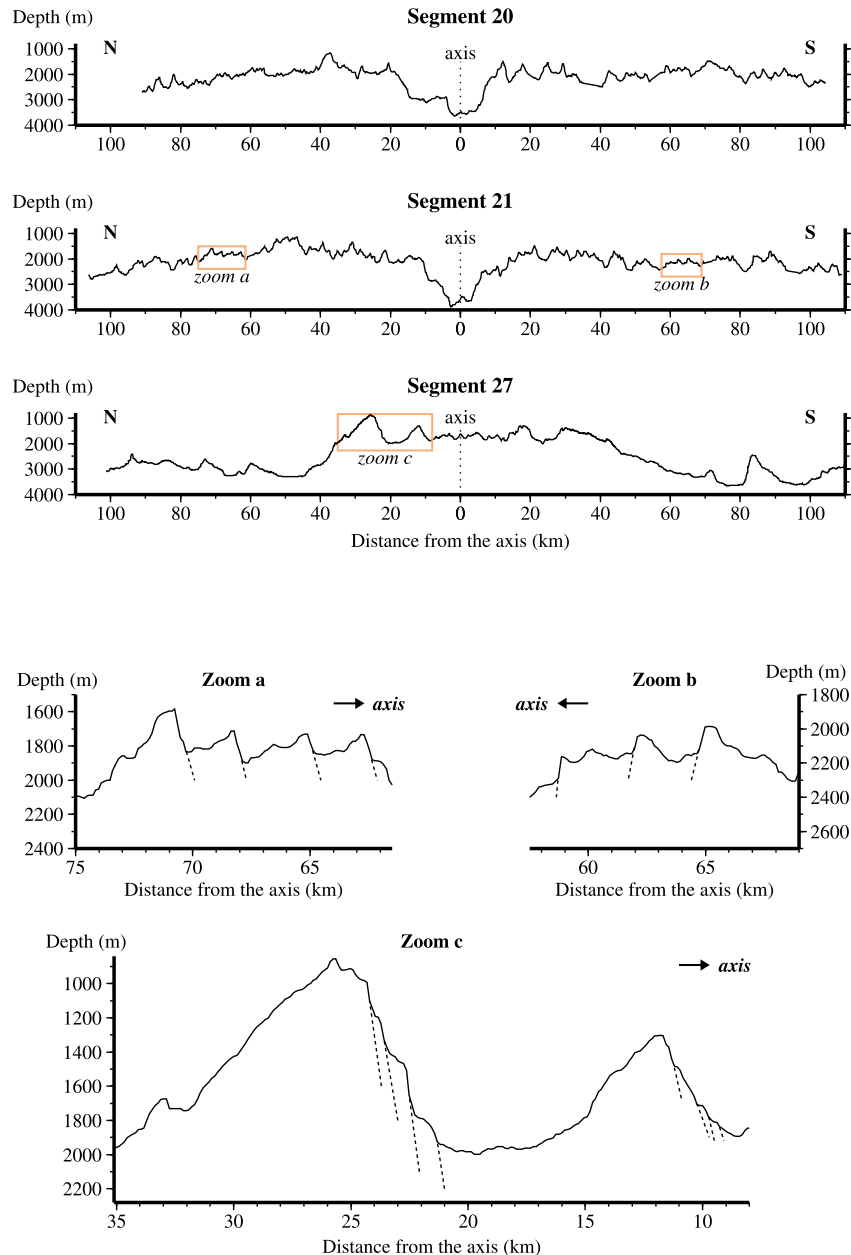 Depth (m)
Segment 20
N
axis
S
1000
2000
3000
4000
100 80 60 40 20 0 20 40 60 80 100
Depth (m)
Segment 21
N
axis
S
1000
2000
3000
4000
zoom a
zoom b
100 80 60 40 20 0 20 40 60 80 100
Depth (m)
Segment 27
N
axis
S
1000
2000
3000
4000
zoom c
100 80 60 40 20 0 20 40 60 80 100
Distance from the axis (km)
Depth (m)
Zoom a
axis
1600
1800
2000
2200
2400
75 70 65
Distance from the axis (km)
Zoom b
Depth (m)
axis
1800
2000
2200
2400
2600
60 65
Distance from the axis (km)
Depth (m)
Zoom c
axis
1000
1200
1400
1600
1800
2000
2200
35 30 25 20 15 10
Distance from the axis (km)